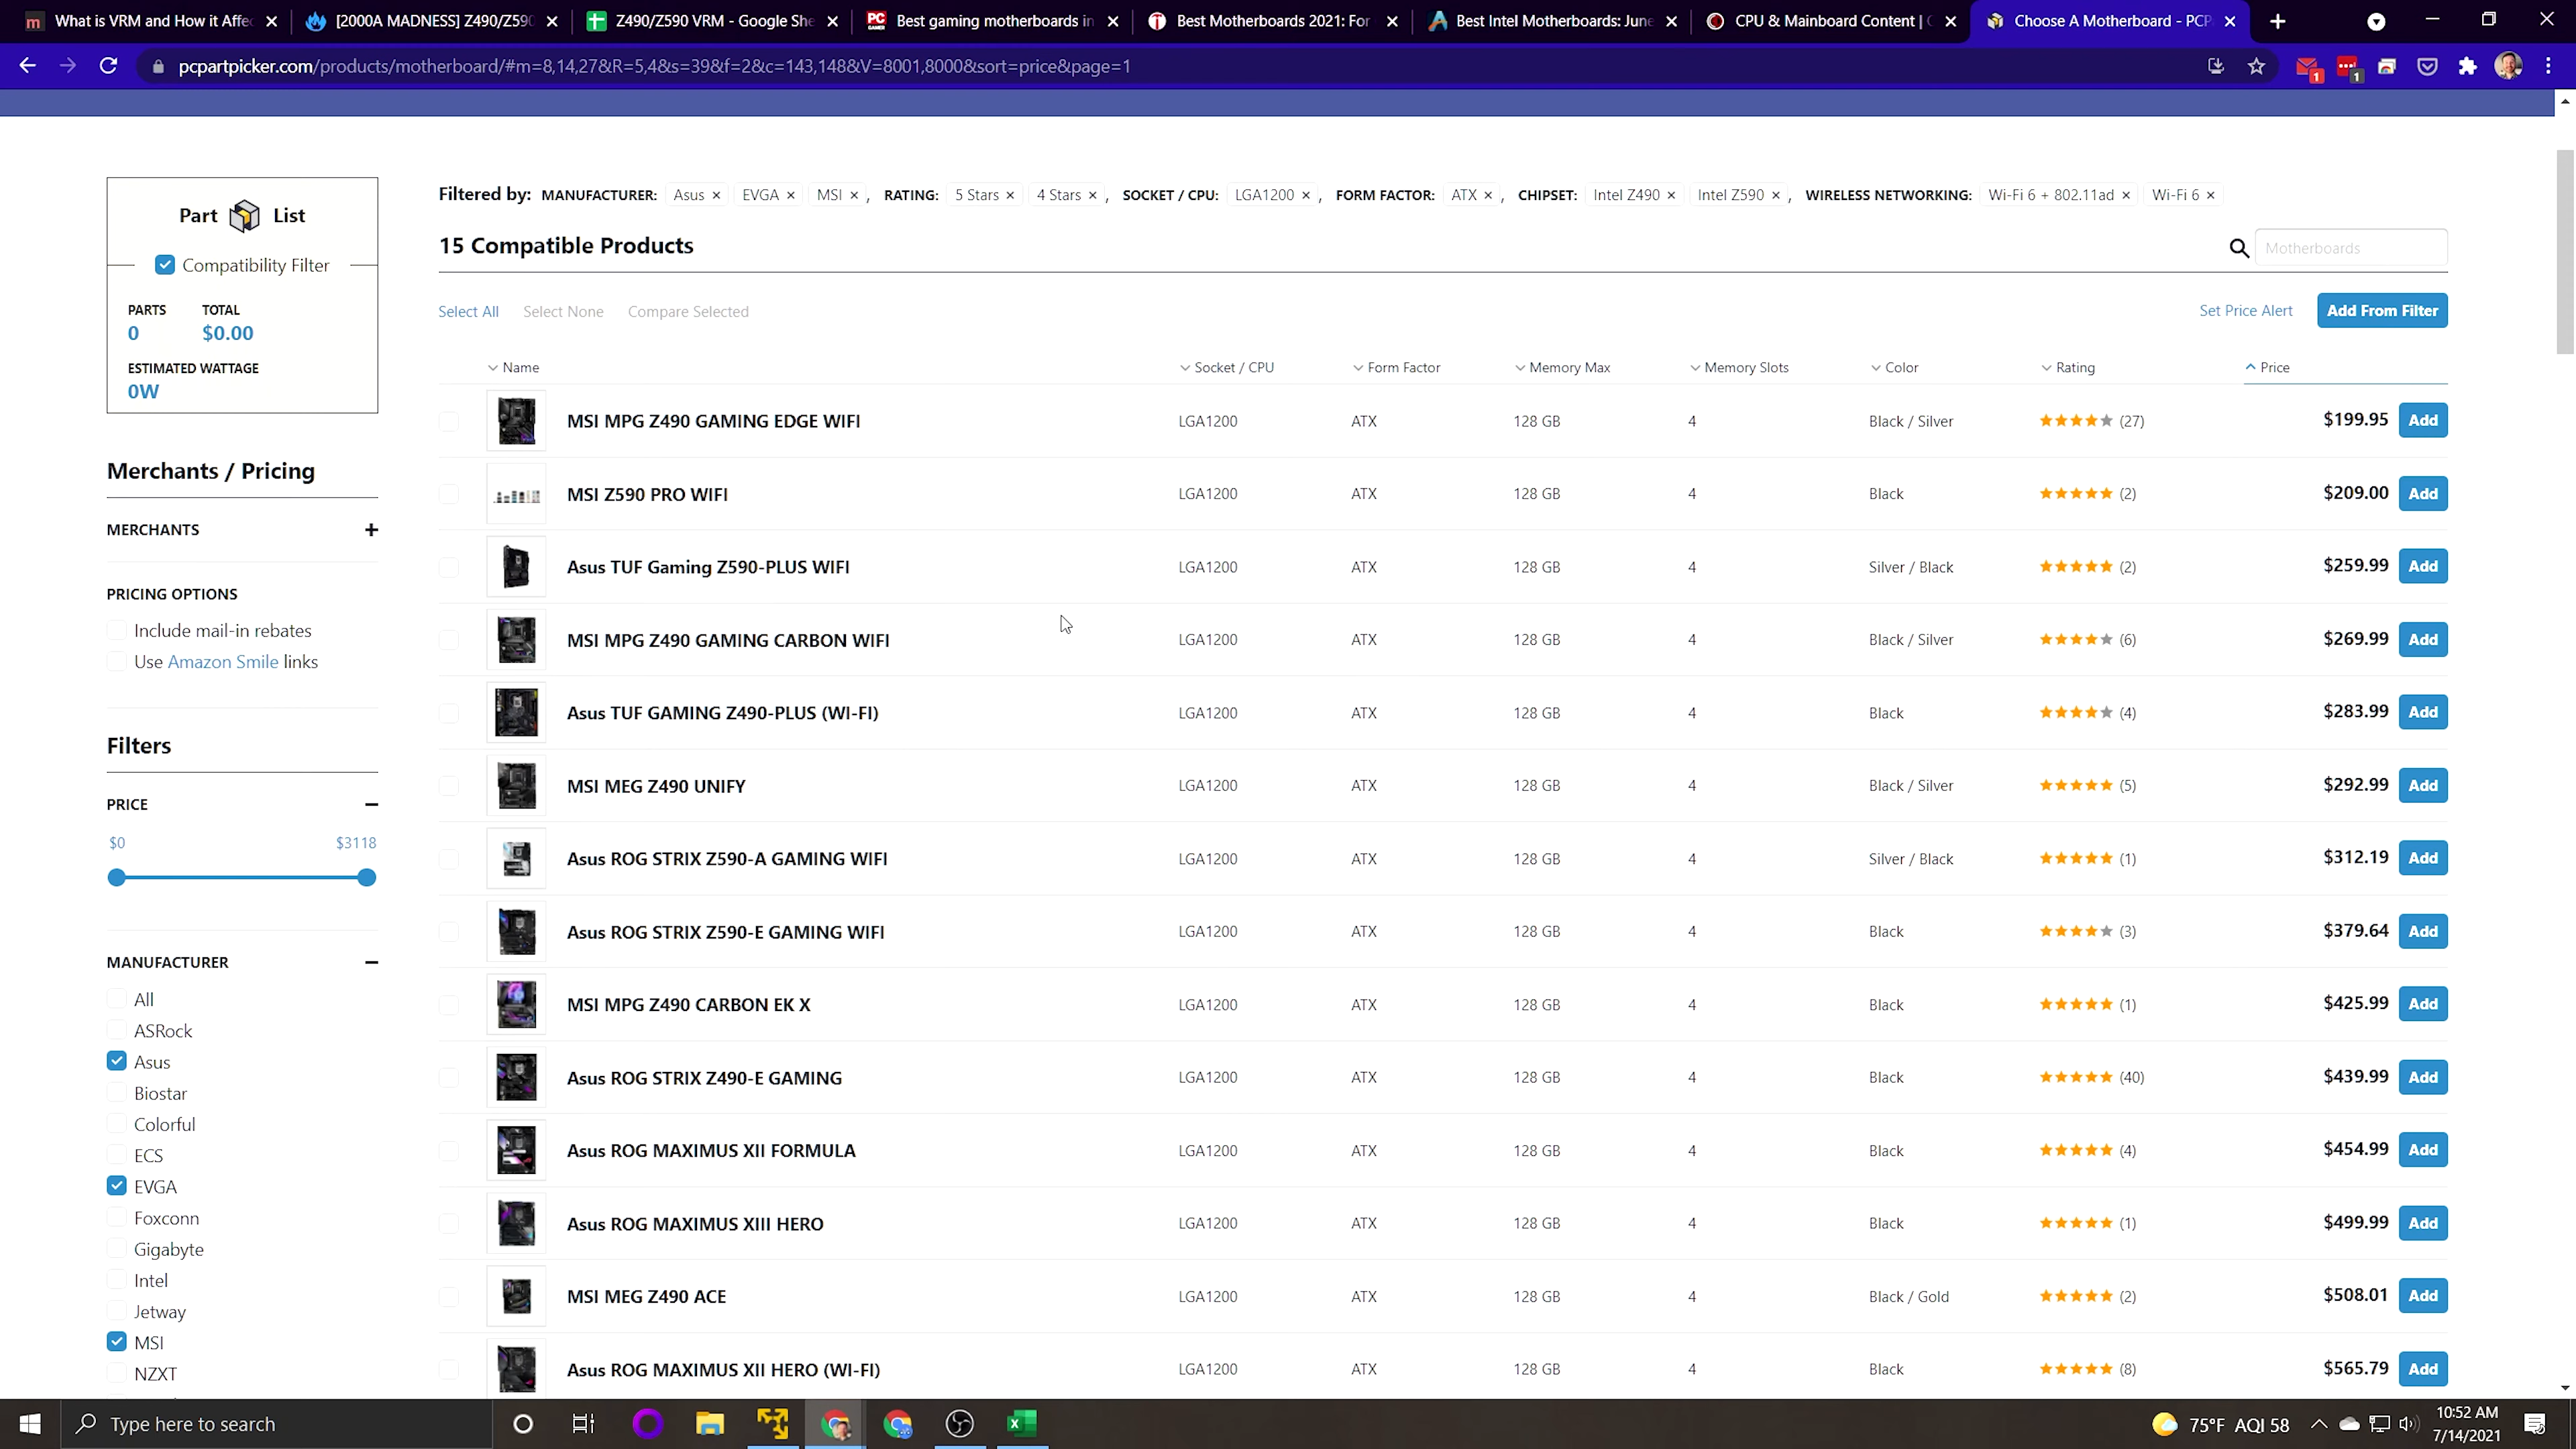 What is VRM and How it Affec
[2000A MADNESS] Z490/Z590
Z490/Z590 VRM - Google She
Best gaming motherboards in
Best Motherboards 2021: For
Best Intel Motherboards: June
CPU & Mainboard Content |
Choose A Motherboard - PCP
pcpartpicker.com/products/motherboard/#m=8,14,27&R=5,4&s=39&f=2&c=143,148&V=8001,8000&sort=price&page=1
Part List
Compatibility Filter
PARTS TOTAL
0 $0.00
ESTIMATED WATTAGE
0W
Merchants / Pricing
MERCHANTS
PRICING OPTIONS
Include mail-in rebates
Use Amazon Smile links
Filters
PRICE
$0 $3118
MANUFACTURER
All
ASRock
Asus
Biostar
Colorful
ECS
EVGA
Foxconn
Gigabyte
Intel
Jetway
MSI
NZXT
Filtered by: MANUFACTURER: Asus × EVGA × MSI ×, RATING: 5 Stars × 4 Stars ×, SOCKET / CPU: LGA1200 ×, FORM FACTOR: ATX ×, CHIPSET: Intel Z490 × Intel Z590 ×, WIRELESS NETWORKING: Wi-Fi 6 + 802.11ad × Wi-Fi 6 ×
15 Compatible Products
Motherboards
Select All Select None Compare Selected Set Price Alert Add From Filter
Name Socket / CPU Form Factor Memory Max Memory Slots Color Rating Price
MSI MPG Z490 GAMING EDGE WIFI LGA1200 ATX 128 GB 4 Black / Silver (27) $199.95 Add
MSI Z590 PRO WIFI LGA1200 ATX 128 GB 4 Black (2) $209.00 Add
Asus TUF Gaming Z590-PLUS WIFI LGA1200 ATX 128 GB 4 Silver / Black (2) $259.99 Add
MSI MPG Z490 GAMING CARBON WIFI LGA1200 ATX 128 GB 4 Black / Silver (6) $269.99 Add
Asus TUF GAMING Z490-PLUS (WI-FI) LGA1200 ATX 128 GB 4 Black (4) $283.99 Add
MSI MEG Z490 UNIFY LGA1200 ATX 128 GB 4 Black / Silver (5) $292.99 Add
Asus ROG STRIX Z590-A GAMING WIFI LGA1200 ATX 128 GB 4 Silver / Black (1) $312.19 Add
Asus ROG STRIX Z590-E GAMING WIFI LGA1200 ATX 128 GB 4 Black (3) $379.64 Add
MSI MPG Z490 CARBON EK X LGA1200 ATX 128 GB 4 Black (1) $425.99 Add
Asus ROG STRIX Z490-E GAMING LGA1200 ATX 128 GB 4 Black (40) $439.99 Add
Asus ROG MAXIMUS XII FORMULA LGA1200 ATX 128 GB 4 Black (4) $454.99 Add
Asus ROG MAXIMUS XIII HERO LGA1200 ATX 128 GB 4 Black (1) $499.99 Add
MSI MEG Z490 ACE LGA1200 ATX 128 GB 4 Black / Gold (2) $508.01 Add
Asus ROG MAXIMUS XII HERO (WI-FI) LGA1200 ATX 128 GB 4 Black (8) $565.79 Add
Type here to search
75°F AQI 58
10:52 AM
7/14/2021